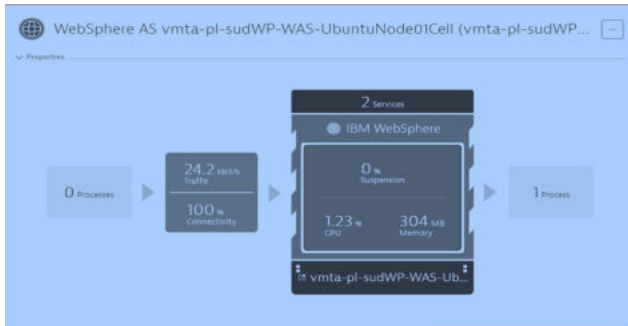 WebSphere AS vmta-pl-sudWP-WAS-UbuntuNode01Cell (vmta-pl-sudWP...
Properties
2 Services
IBM WebSphere
0 Processes
24.2 kbit/s
Traffic
100 %
Connectivity
0 %
Suspension
1.23 %
CPU
304 MB
Memory
1 Process
vmta-pl-sudWP-WAS-Ub...